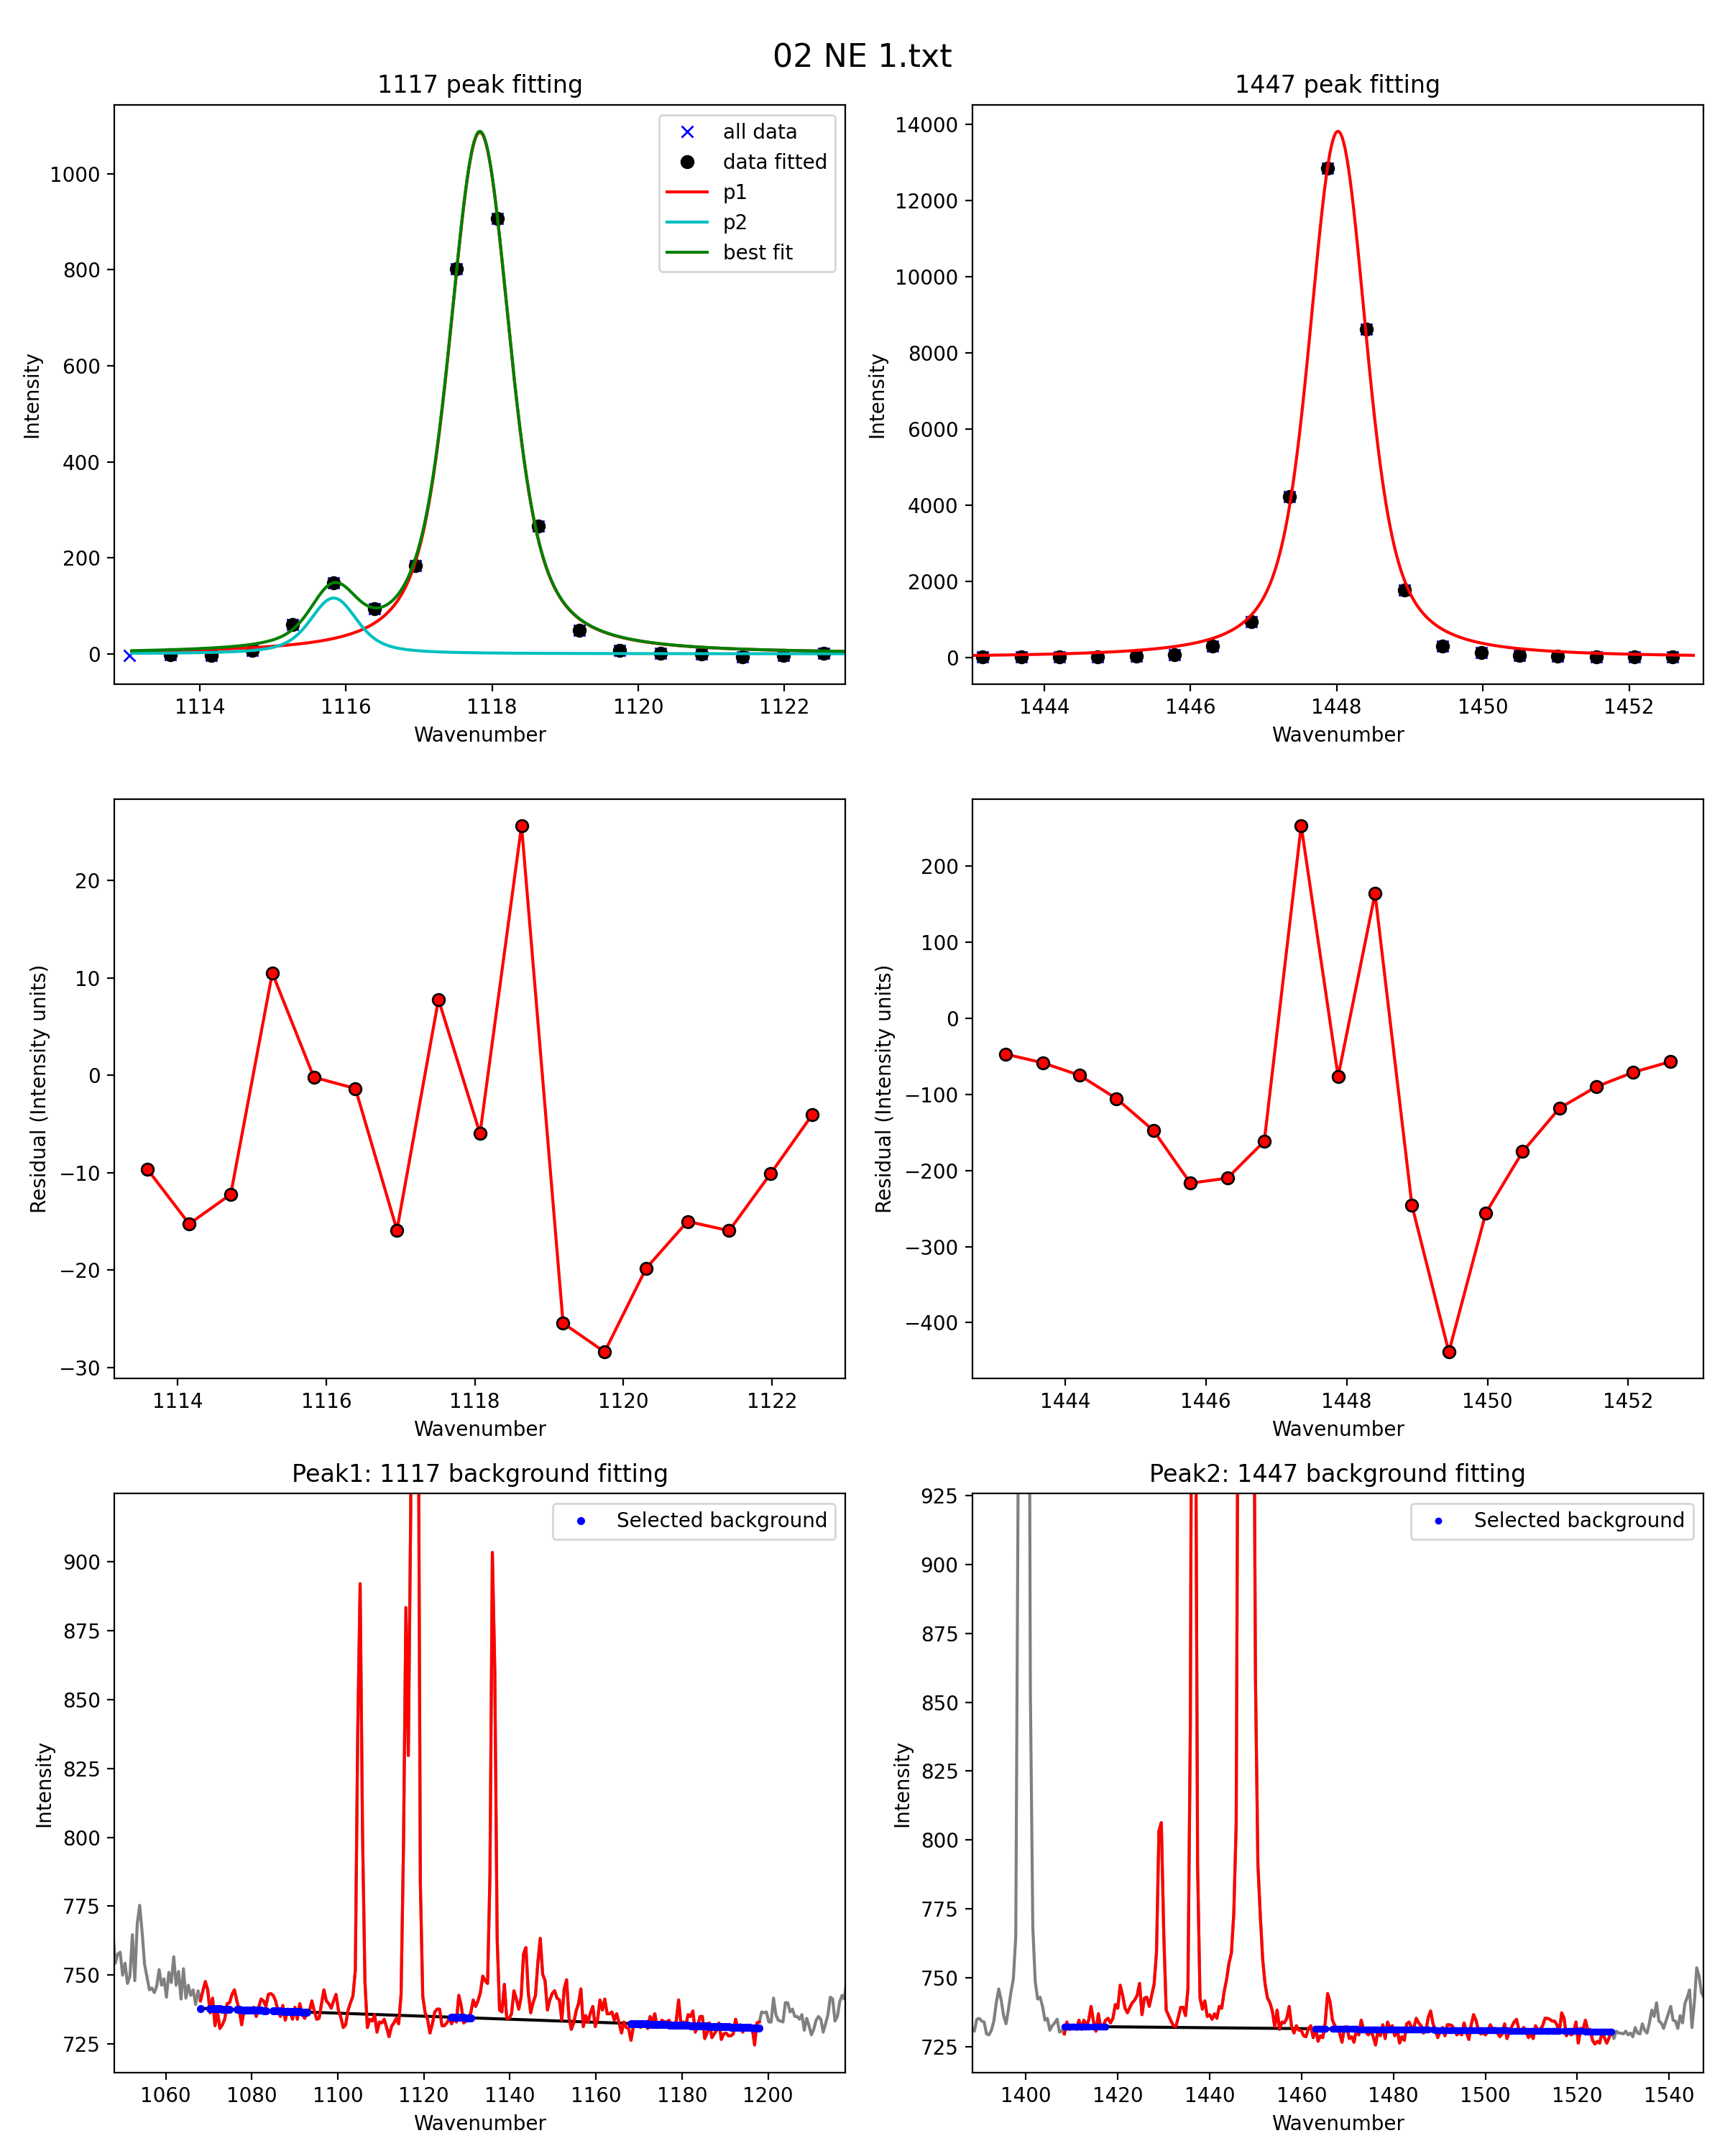 02 NE 1.txt
1117 peak fitting
all data
data fitted
p1
p2
best fit
1000
800
600
400
200
0
Intensity
1114 1116 1118 1120 1122
Wavenumber
1447 peak fitting
14000
12000
10000
8000
6000
4000
2000
0
Intensity
1444 1446 1448 1450 1452
Wavenumber
20
10
0
−10
−20
−30
Residual (Intensity units)
1114 1116 1118 1120 1122
Wavenumber
200
100
0
−100
−200
−300
−400
Residual (Intensity units)
1444 1446 1448 1450 1452
Wavenumber
Peak1: 1117 background fitting
Selected background
900
875
850
825
800
775
750
725
Intensity
1060 1080 1100 1120 1140 1160 1180 1200
Wavenumber
Peak2: 1447 background fitting
Selected background
925
900
875
850
825
800
775
750
725
Intensity
1400 1420 1440 1460 1480 1500 1520 1540
Wavenumber